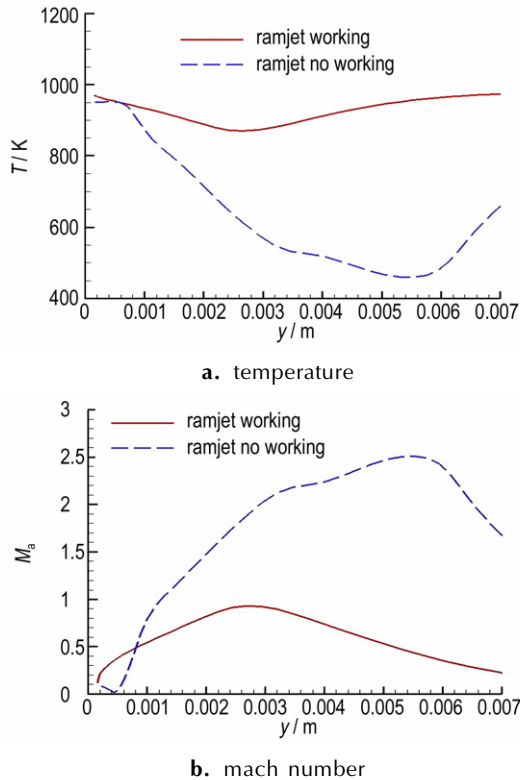 1200
1000
800
600
400
T / K
ramjet working
ramjet no working
0 0.001 0.002 0.003 0.004 0.005 0.006 0.007
y / m
a. temperature
3
2.5
2
1.5
1
0.5
0
Ma
ramjet working
ramjet no working
0 0.001 0.002 0.003 0.004 0.005 0.006 0.007
y / m
b. mach number